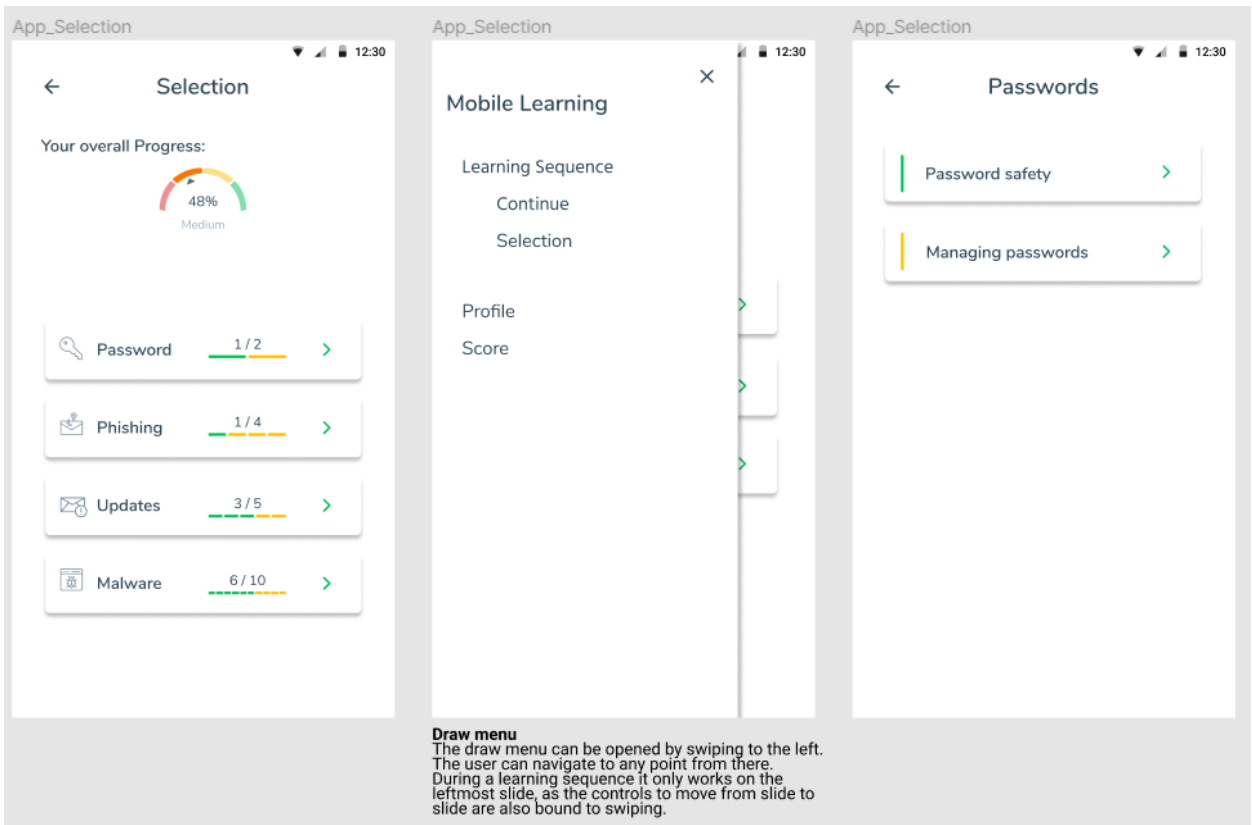 App_Selection
12:30
Selection
Your overall Progress:
48%
Medium
Password
1 / 2
Phishing
1 / 4
Updates
3 / 5
Malware
6 / 10
App_Selection
12:30
Mobile Learning
Learning Sequence
Continue
Selection
Profile
Score
Draw menu
The draw menu can be opened by swiping to the left.
The user can navigate to any point from there.
During a learning sequence it only works on the
leftmost slide, as the controls to move from slide to
slide are also bound to swiping.
App_Selection
12:30
Passwords
Password safety
Managing passwords